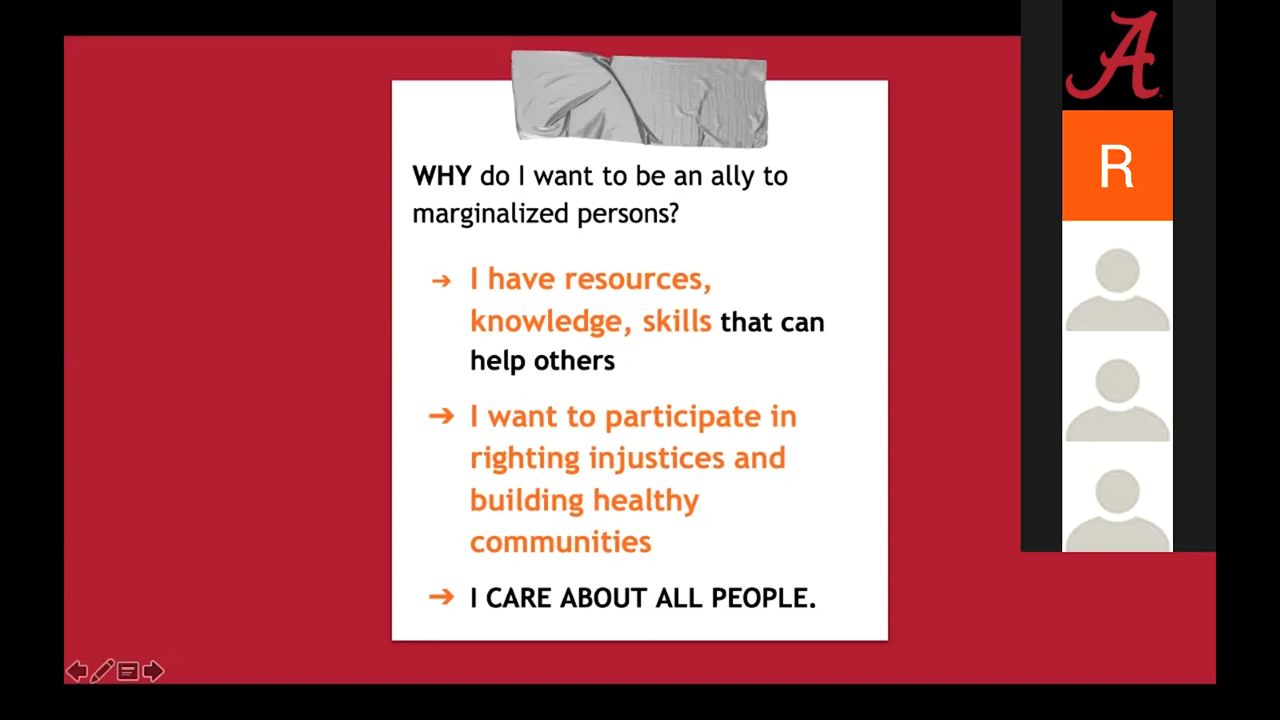 WHY do I want to be an ally to
marginalized persons?
➔ I have resources,
knowledge, skills that can
help others
➔ I want to participate in
righting injustices and
building healthy
communities
➔ I CARE ABOUT ALL PEOPLE.
A
R